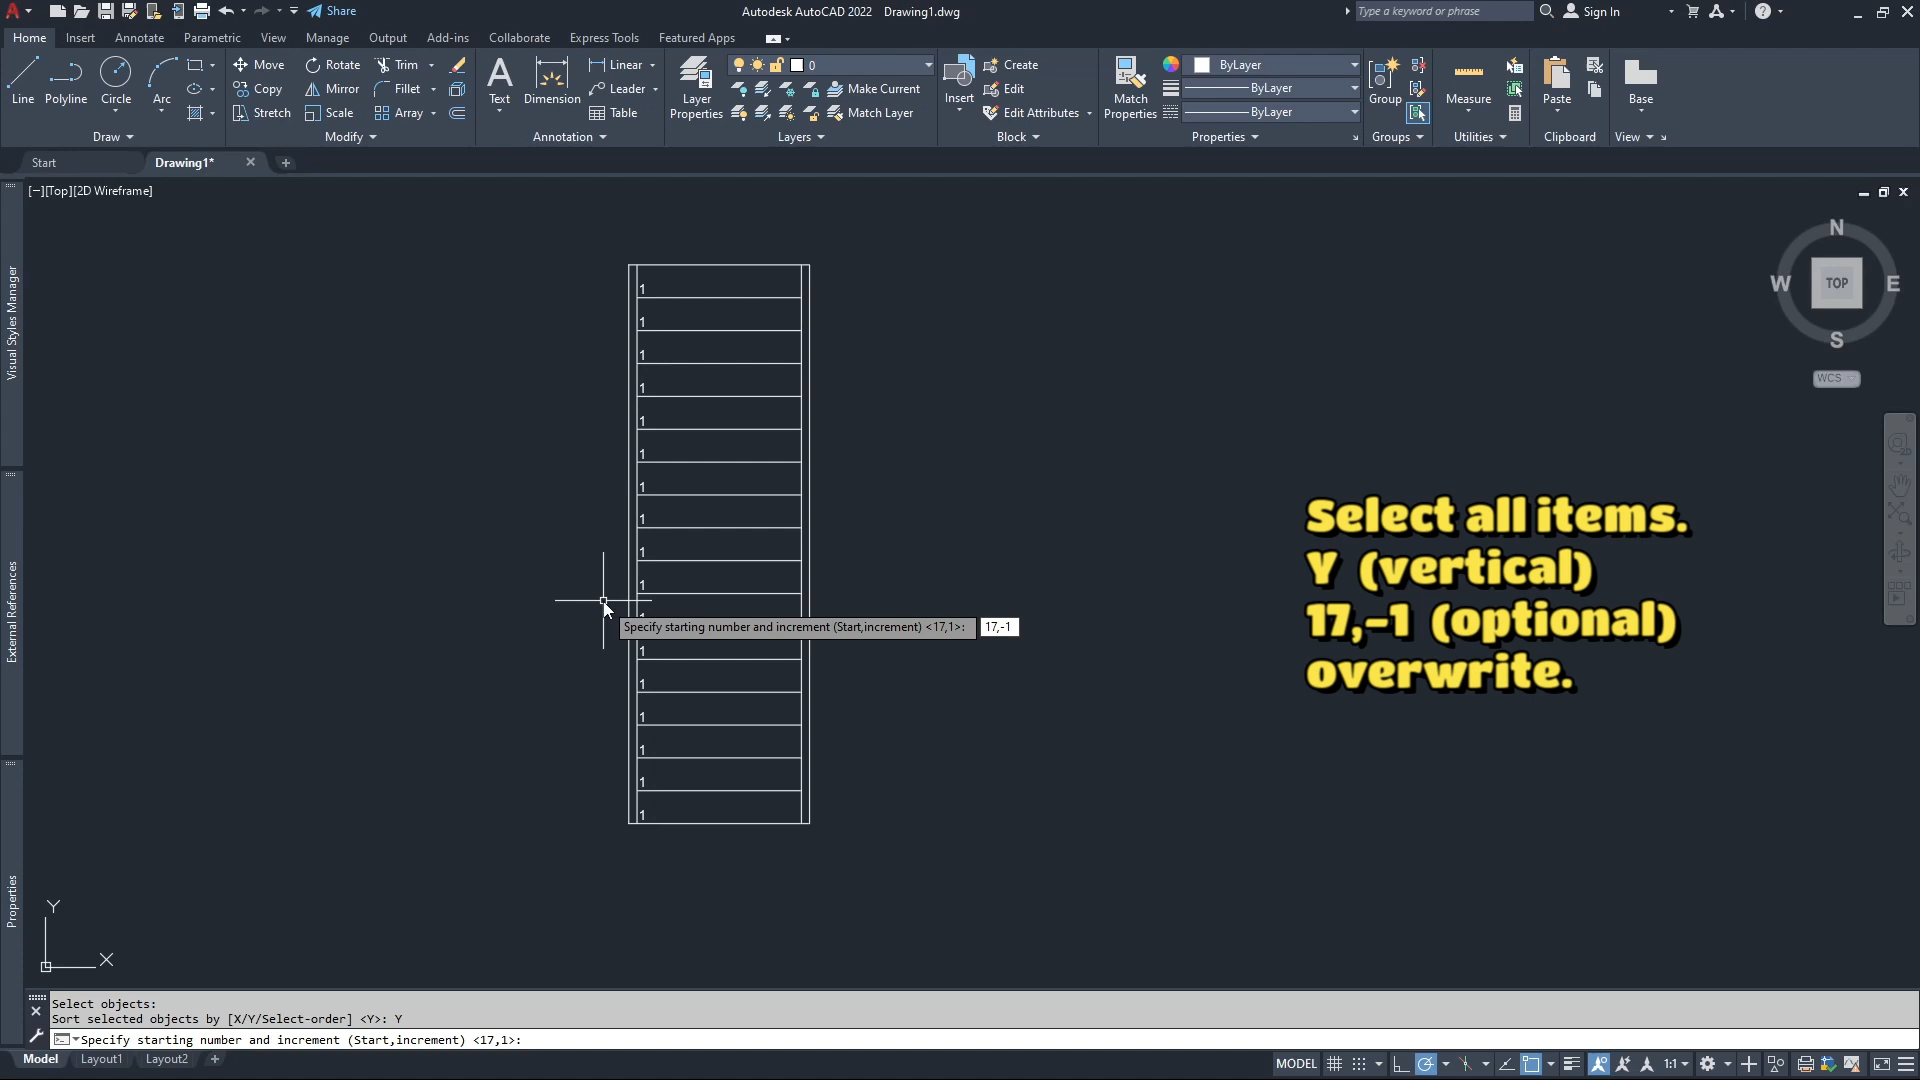 Share
Autodesk AutoCAD 2022 Drawing1.dwg
Type a keyword or phrase
Sign In
Home Insert Annotate Parametric View Manage Output Add-ins Collaborate Express Tools Featured Apps
Line Polyline Circle Arc
Move Rotate Trim
Copy Mirror Fillet
Stretch Scale Array
Text Dimension
Linear
Leader
Table
Layer Properties
0
Make Current
Match Layer
Insert
Create
Edit
Edit Attributes
Match Properties
ByLayer
ByLayer
ByLayer
Group
Measure
Paste
Base
Draw Modify Annotation Layers Block Properties Groups Utilities Clipboard View
Start Drawing1*
[−][Top][2D Wireframe]
N
W TOP E
S
WCS
Visual Styles Manager
External References
Properties
1
1
1
1
1
1
1
1
1
1
Specify starting number and increment (Start,increment) <17,1>: 17,-1
1
1
1
1
1
1
Select all items.
Y (vertical)
17,-1 (optional)
overwrite.
2D
Y
X
Select objects:
Sort selected objects by [X/Y/Select-order] <Y>: Y
Specify starting number and increment (Start,increment) <17,1>:
Model Layout1 Layout2
MODEL 1:1